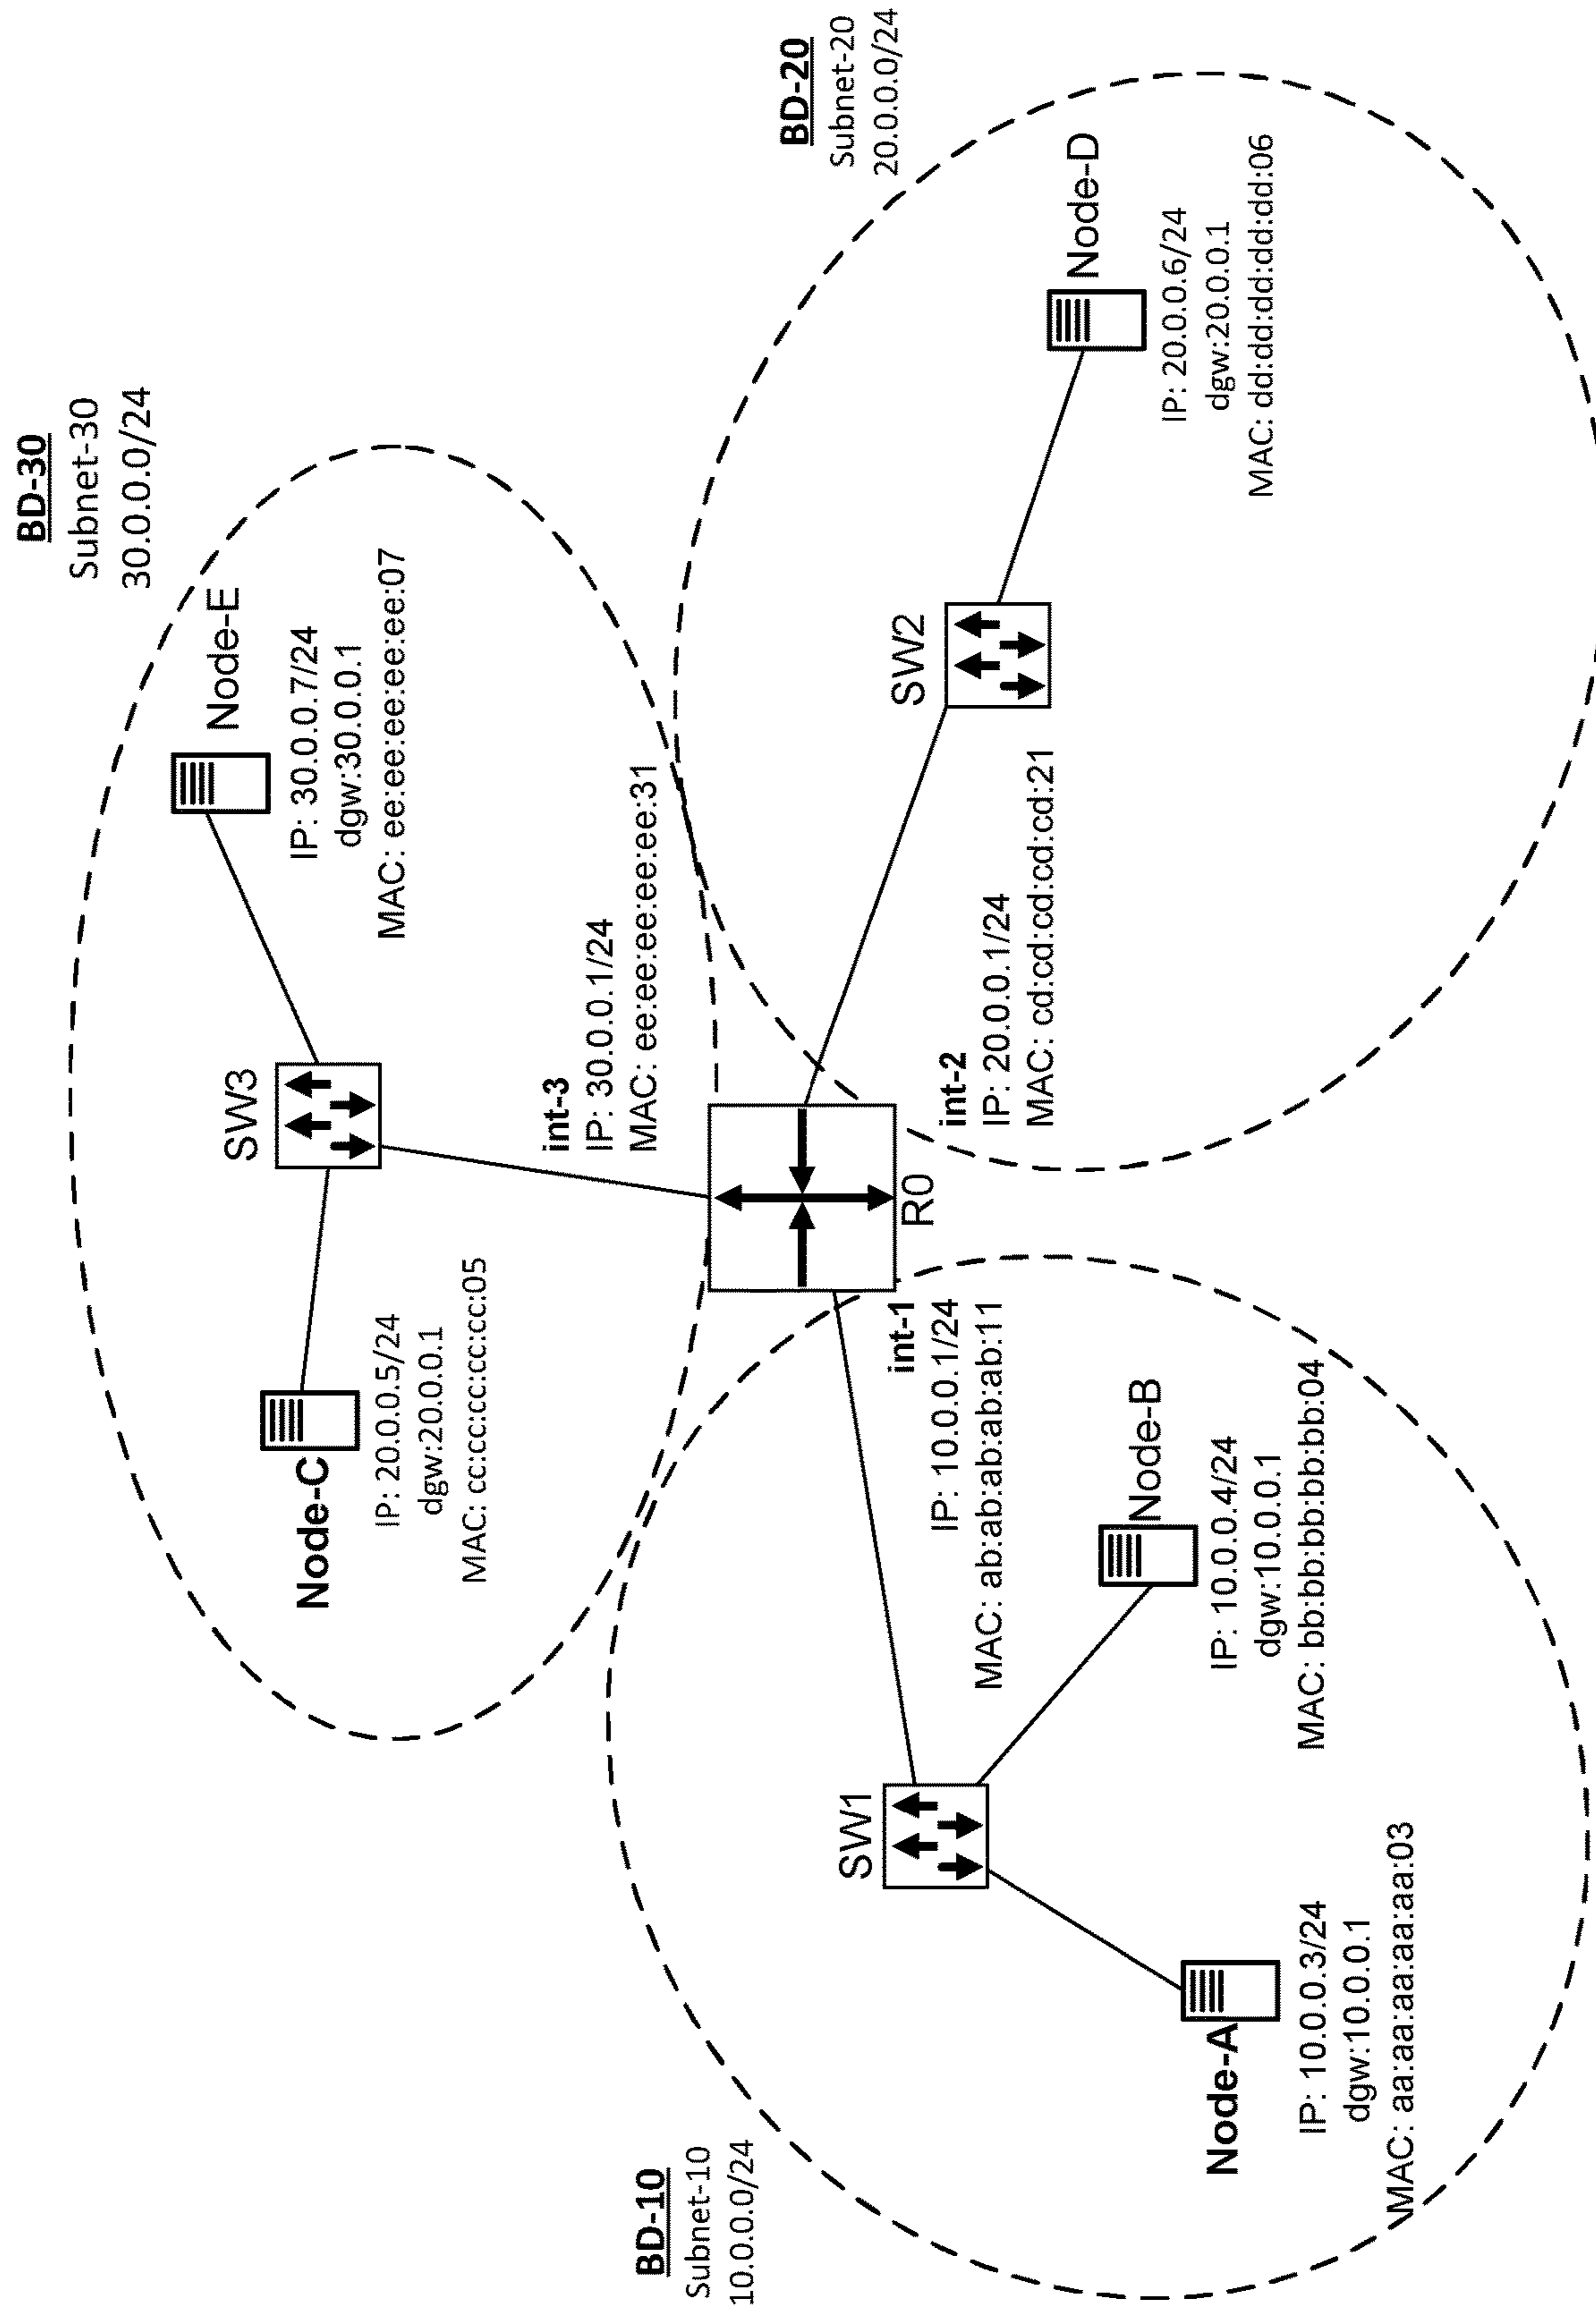 BD-30
Subnet-30
30.0.0.0/24
Node-E
IP: 30.0.0.7/24
dgw:30.0.0.1
MAC: ee:ee:ee:ee:ee:07
SW3
Node-C
IP: 20.0.0.5/24
dgw:20.0.0.1
MAC: cc:cc:cc:cc:cc:05
int-3
IP: 30.0.0.1/24
MAC: ee:ee:ee:ee:ee:31
BD-10
Subnet-10
10.0.0.0/24
SW1
R0
int-1
IP: 10.0.0.1/24
MAC: ab:ab:ab:ab:ab:11
Node-A
IP: 10.0.0.3/24
dgw:10.0.0.1
MAC: aa:aa:aa:aa:aa:03
Node-B
IP: 10.0.0.4/24
dgw:10.0.0.1
MAC: bb:bb:bb:bb:bb:04
BD-20
Subnet-20
20.0.0.0/24
SW2
int-2
IP: 20.0.0.1/24
MAC: cd:cd:cd:cd:cd:21
Node-D
IP: 20.0.0.6/24
dgw:20.0.0.1
MAC: dd:dd:dd:dd:dd:06